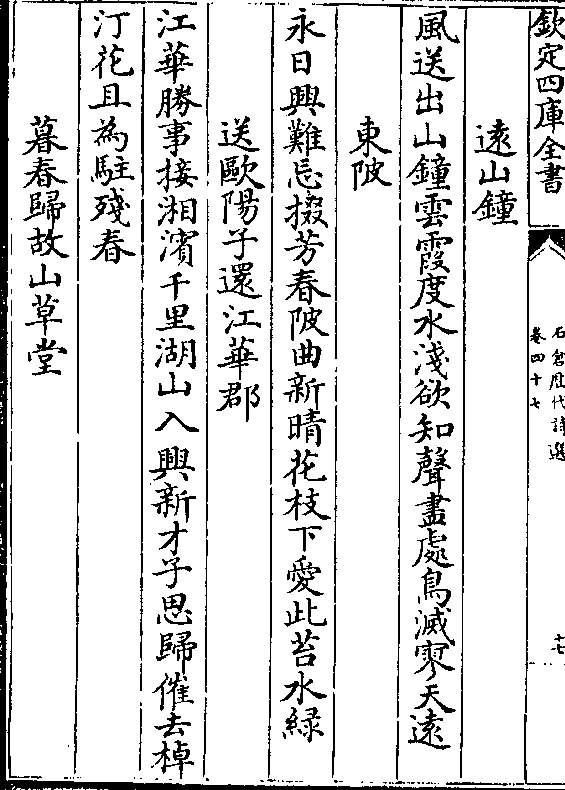 欽定四庫全書
石倉歷代詩選
卷四十七
十七
遠山鐘
風送出山鐘雲霞度水淺欲知聲盡處鳥滅寥天遠
東陂
永日興難忘掇芳春陂曲新晴花枝下愛此苔水綠
送歐陽子還江華郡
江華勝事接湘濱千里湖山入興新才子思歸催去棹
汀花且為駐殘春
暮春歸故山草堂